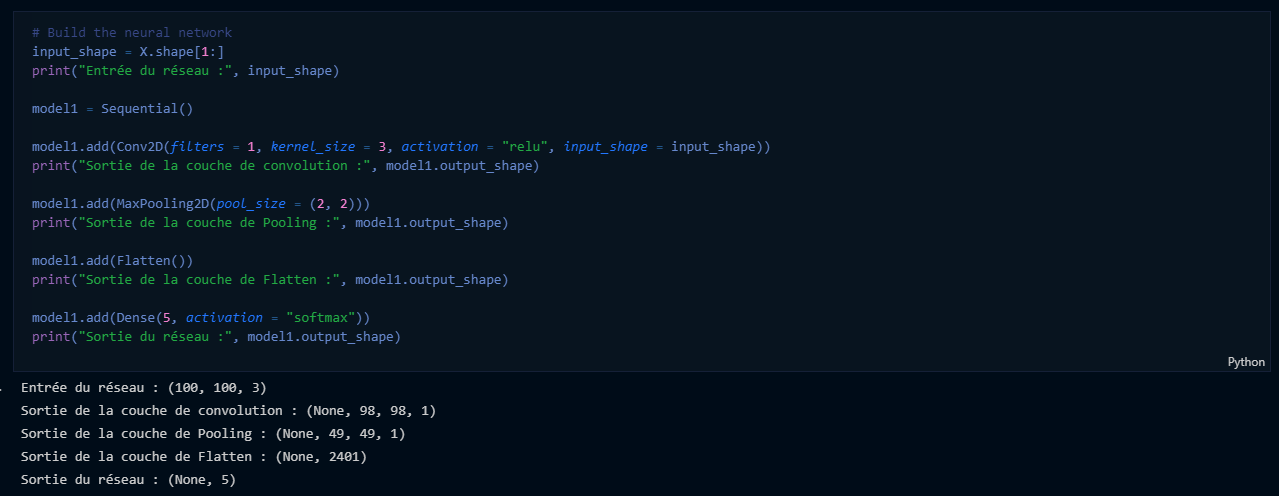 # Build the neural network
input_shape = X.shape[1:]
print("Entrée du réseau :", input_shape)
model1 = Sequential()
model1.add(Conv2D(filters = 1, kernel_size = 3, activation = "relu", input_shape = input_shape))
print("Sortie de la couche de convolution :", model1.output_shape)
model1.add(MaxPooling2D(pool_size = (2, 2)))
print("Sortie de la couche de Pooling :", model1.output_shape)
model1.add(Flatten())
print("Sortie de la couche de Flatten :", model1.output_shape)
model1.add(Dense(5, activation = "softmax"))
print("Sortie du réseau :", model1.output_shape)
Python
Entrée du réseau : (100, 100, 3)
Sortie de la couche de convolution : (None, 98, 98, 1)
Sortie de la couche de Pooling : (None, 49, 49, 1)
Sortie de la couche de Flatten : (None, 2401)
Sortie du réseau : (None, 5)